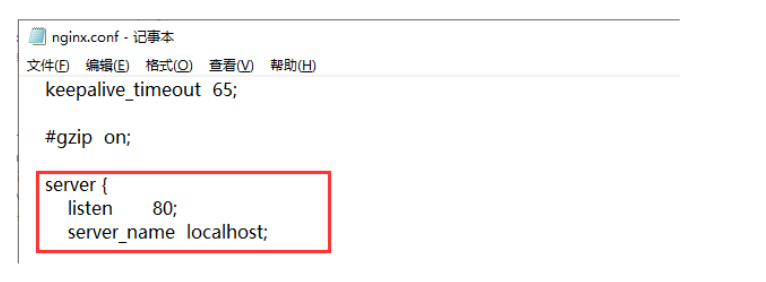 nginx.conf - 记事本
文件(F) 编辑(E) 格式(O) 查看(V) 帮助(H)
keepalive_timeout 65;
#gzip on;
server {
listen 80;
server_name localhost;